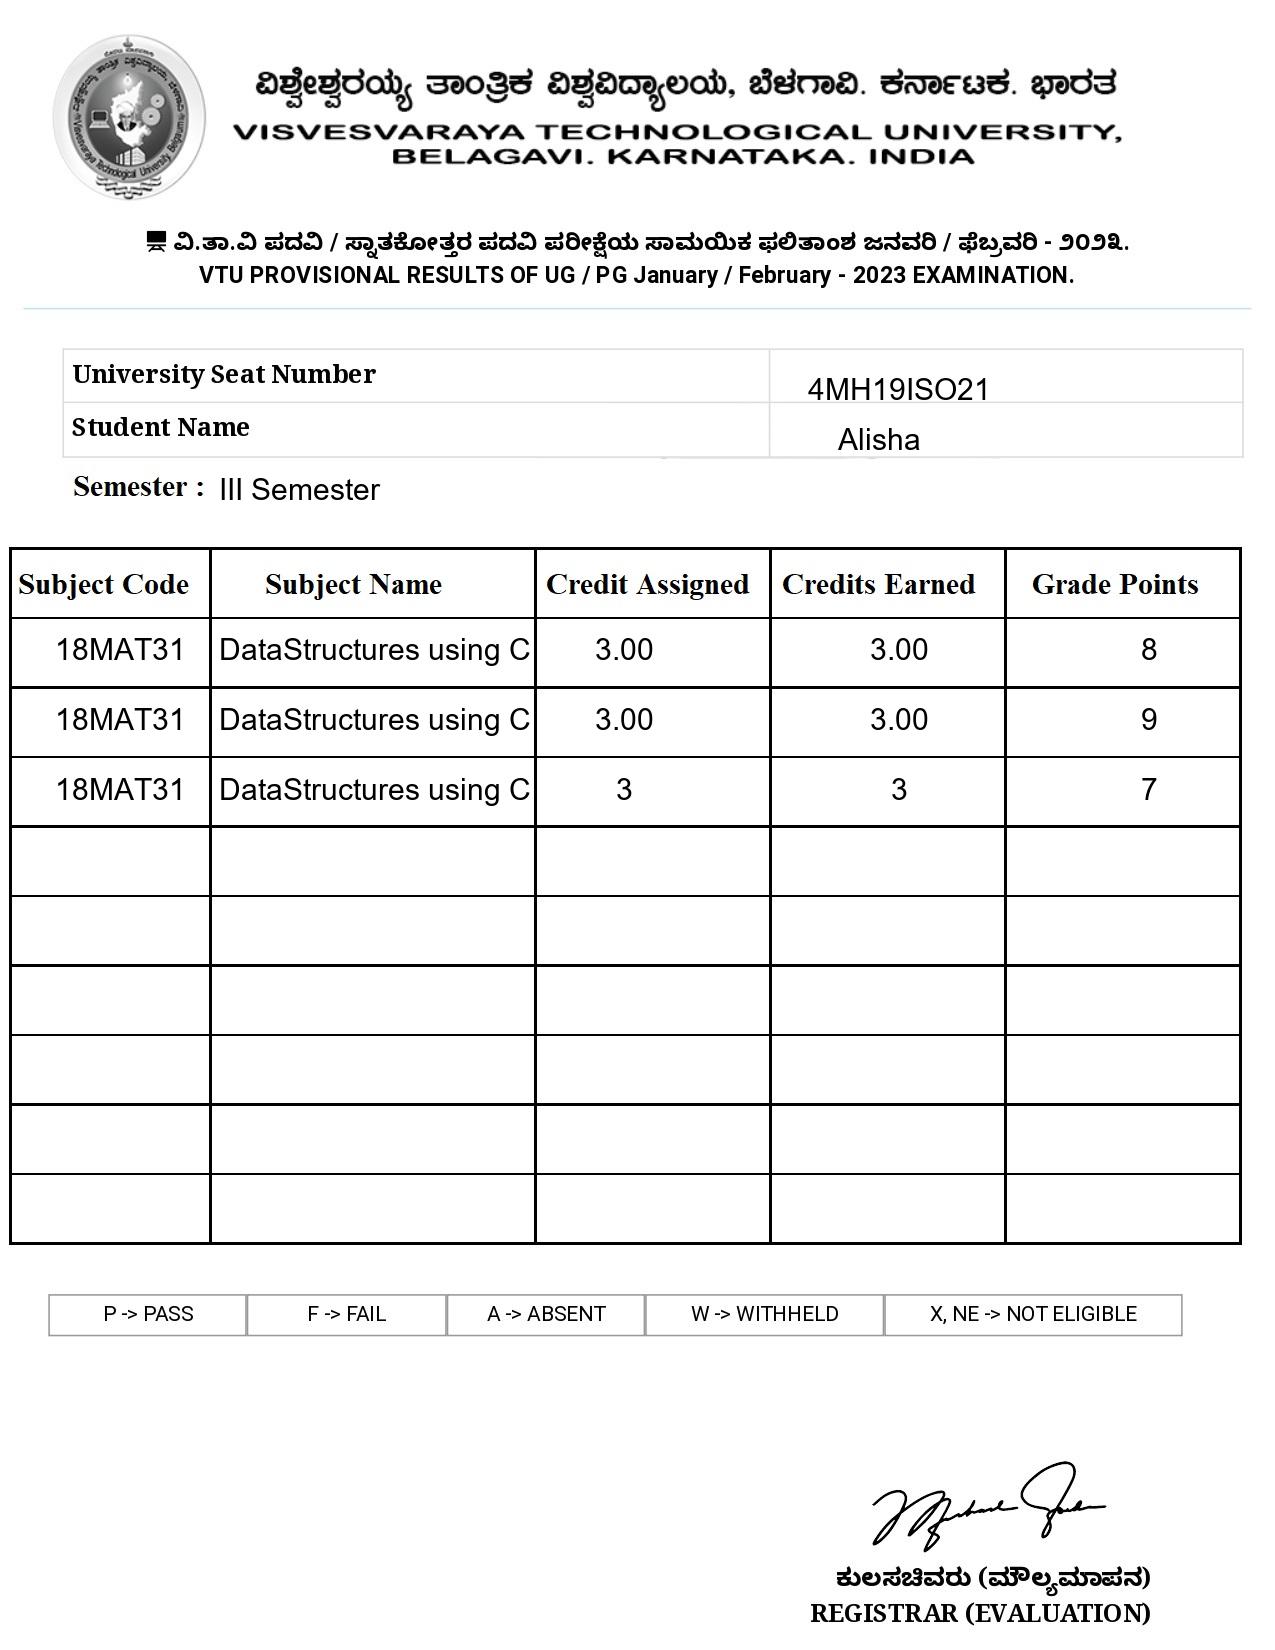 ವಿಶ್ವೇಶ್ವರಯ್ಯ ತಾಂತ್ರಿಕ ವಿಶ್ವವಿದ್ಯಾಲಯ, ಬೆಳಗಾವಿ. ಕರ್ನಾಟಕ. ಭಾರತ
VISVESVARAYA TECHNOLOGICAL UNIVERSITY,
BELAGAVI. KARNATAKA. INDIA
Visvesvaraya Technological University, Belgaum
ವಿ.ತಾ.ವಿ ಪದವಿ / ಸ್ನಾತಕೋತ್ತರ ಪದವಿ ಪರೀಕ್ಷೆಯ ಸಾಮಯಿಕ ಫಲಿತಾಂಶ ಜನವರಿ / ಫೆಬ್ರವರಿ - ೨೦೨೩.
VTU PROVISIONAL RESULTS OF UG / PG January / February - 2023 EXAMINATION.
University Seat Number 4MH19ISO21
Student Name Alisha
Semester : III Semester
Subject Code Subject Name Credit Assigned Credits Earned Grade Points
18MAT31 DataStructures using C 3.00 3.00 8
18MAT31 DataStructures using C 3.00 3.00 9
18MAT31 DataStructures using C 3 3 7
P -> PASS F -> FAIL A -> ABSENT W -> WITHHELD X, NE -> NOT ELIGIBLE
ಕುಲಸಚಿವರು (ಮೌಲ್ಯಮಾಪನ)
REGISTRAR (EVALUATION)